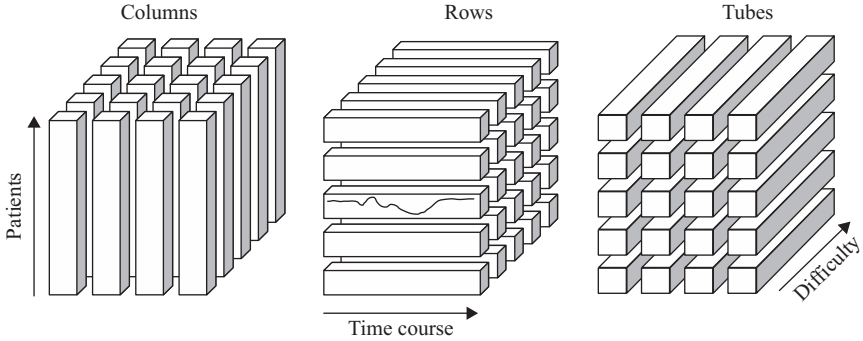 Columns
Rows
Tubes
Patients
Time course
Difficulty